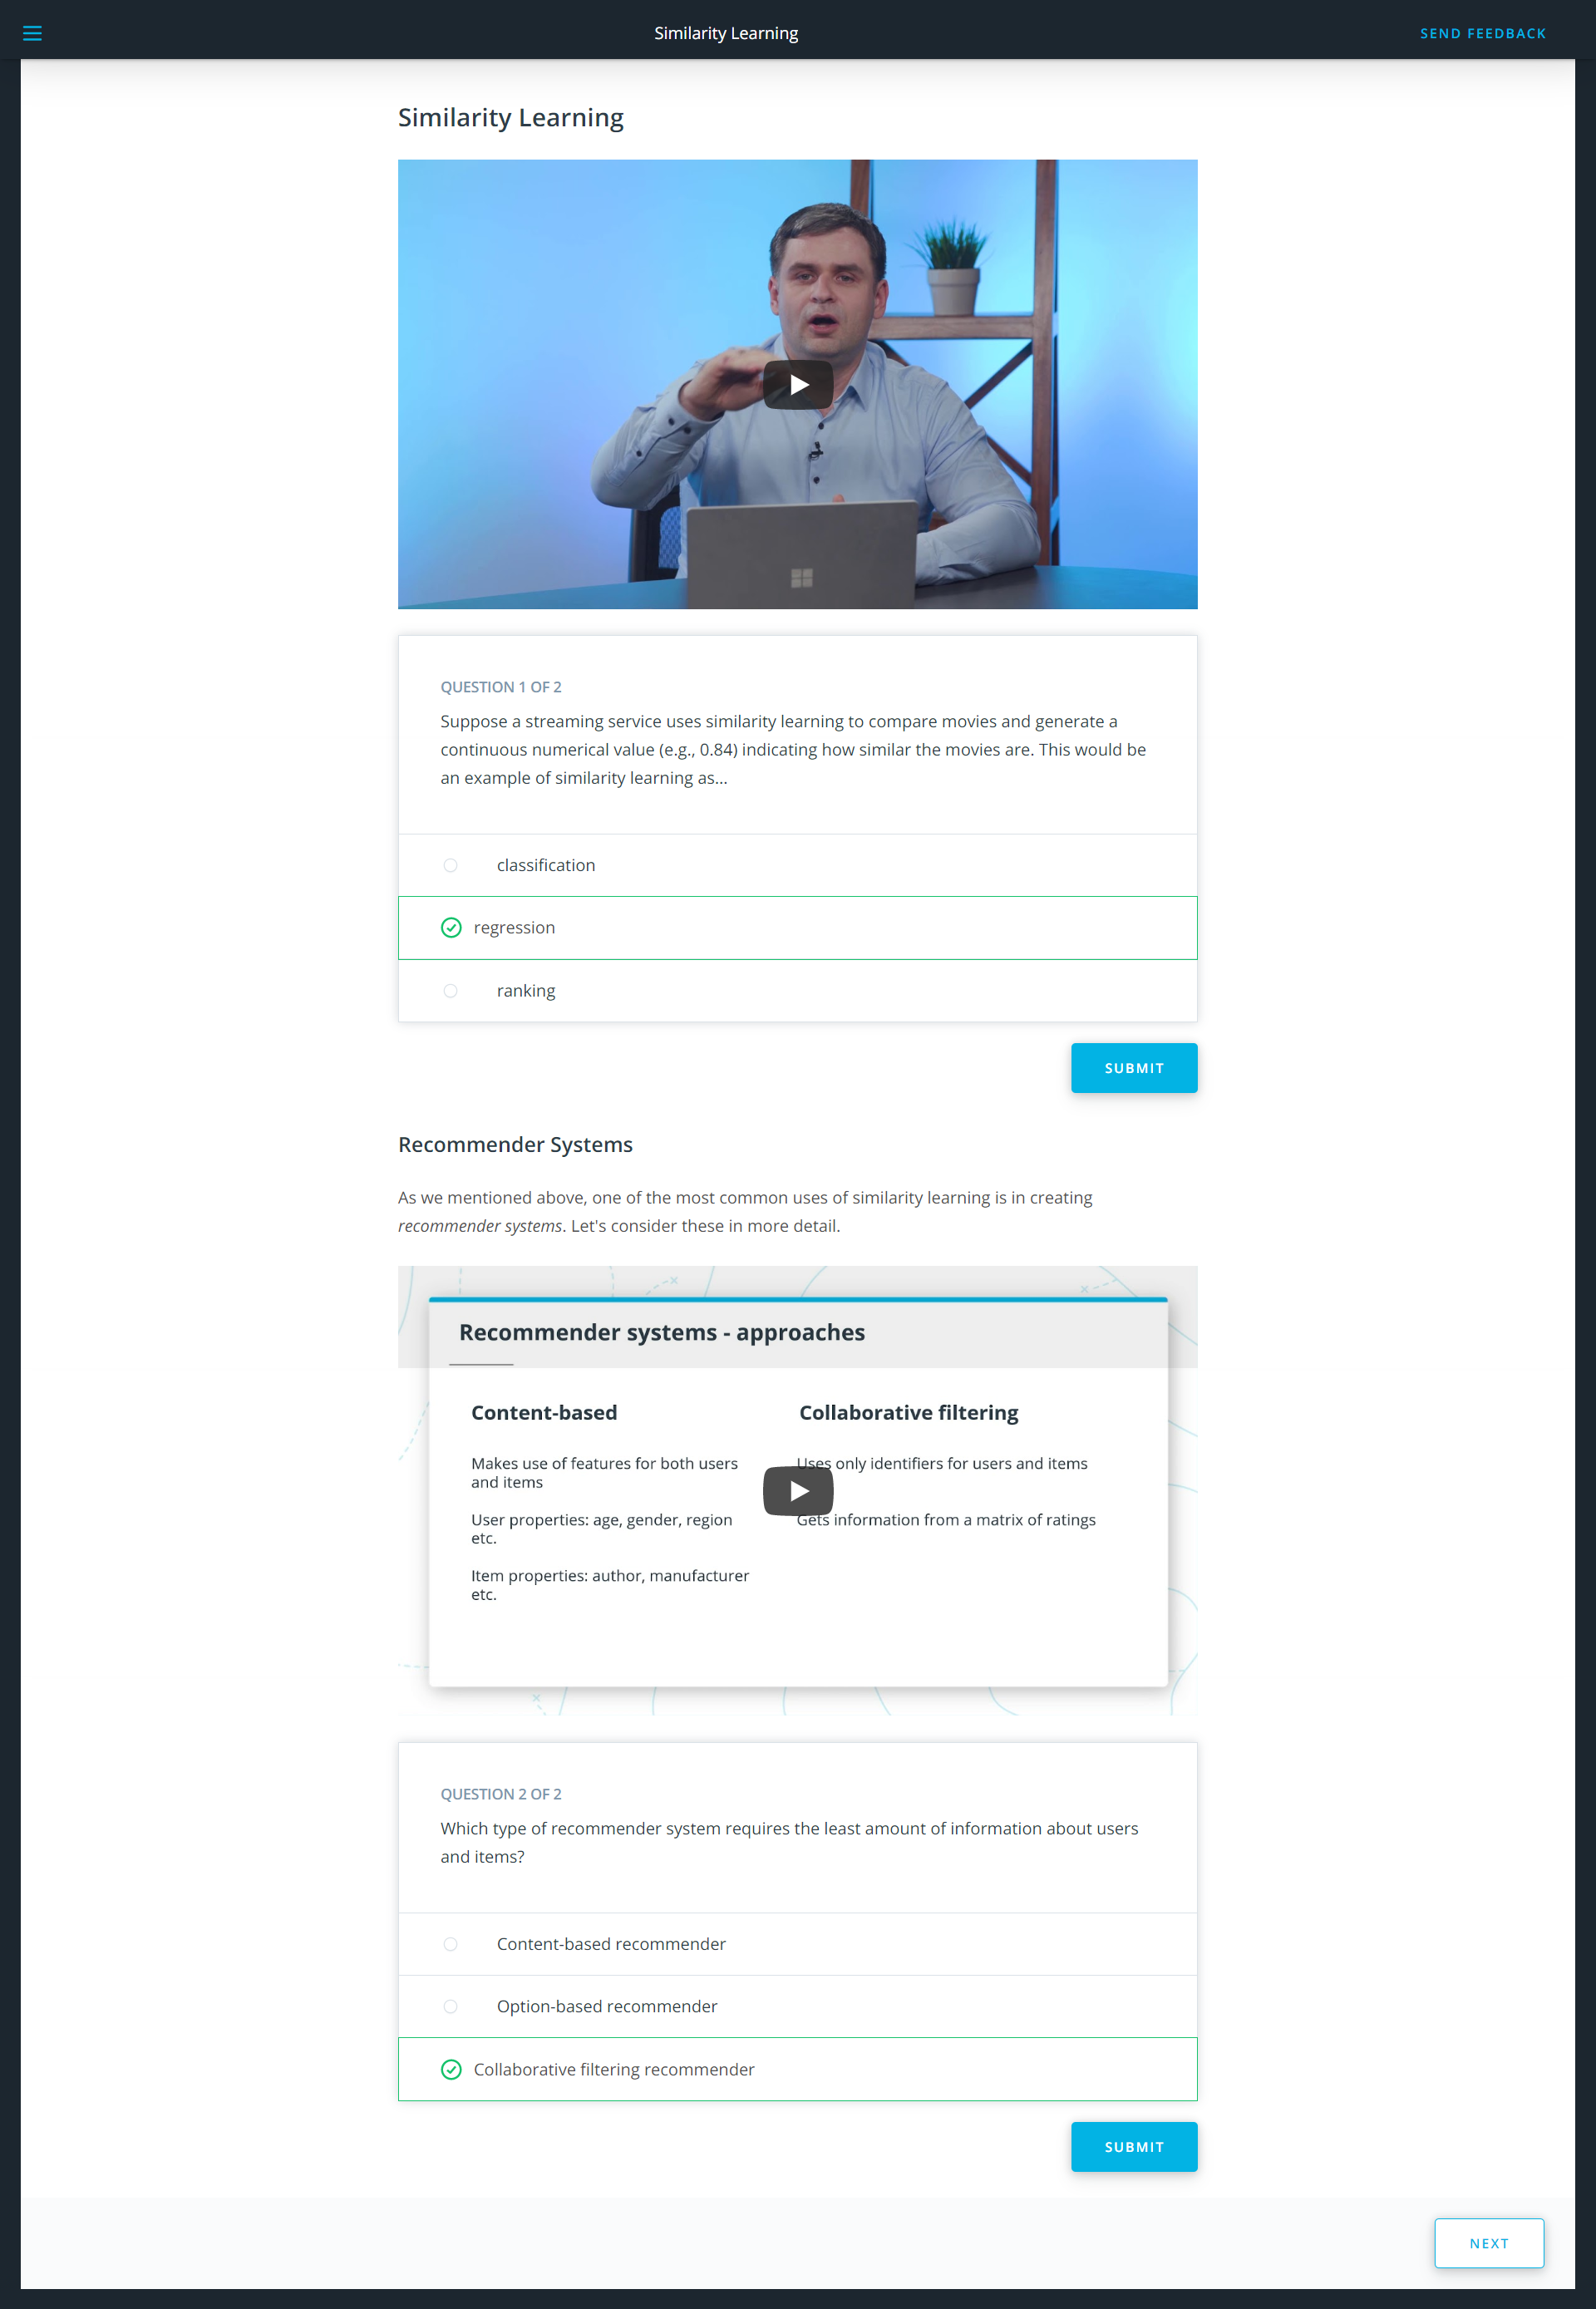 Similarity Learning
SEND FEEDBACK
Similarity Learning
QUESTION 1 OF 2
Suppose a streaming service uses similarity learning to compare movies and generate a
continuous numerical value (e.g., 0.84) indicating how similar the movies are. This would be
an example of similarity learning as...
classification
regression
ranking
SUBMIT
Recommender Systems
As we mentioned above, one of the most common uses of similarity learning is in creating
recommender systems. Let's consider these in more detail.
Recommender systems - approaches
Content-based
Makes use of features for both users
and items
User properties: age, gender, region
etc.
Item properties: author, manufacturer
etc.
Collaborative filtering
Uses only identifiers for users and items
Gets information from a matrix of ratings
QUESTION 2 OF 2
Which type of recommender system requires the least amount of information about users
and items?
Content-based recommender
Option-based recommender
Collaborative filtering recommender
SUBMIT
NEXT